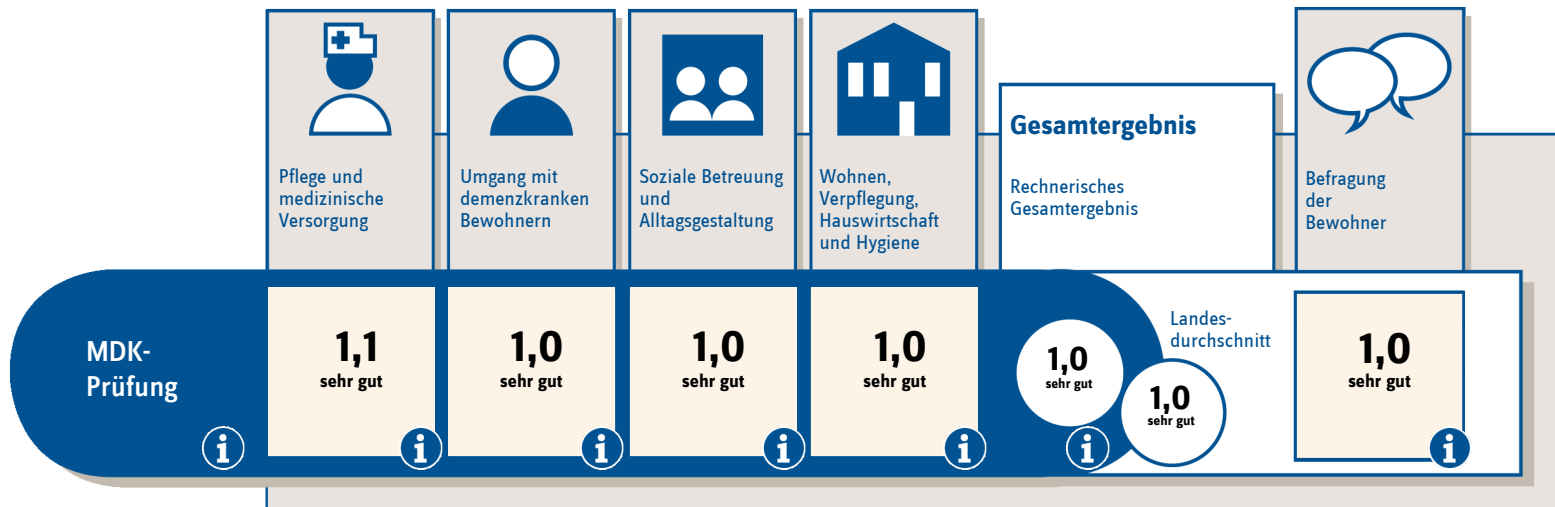 Pflege und
medizinische
Versorgung
Umgang mit
demenzkranken
Bewohnern
Soziale Betreuung
und
Alltagsgestaltung
Wohnen,
Verpflegung,
Hauswirtschaft
und Hygiene
Gesamtergebnis
Rechnerisches
Gesamtergebnis
Befragung
der
Bewohner
MDK-
Prüfung
i
1,1
sehr gut
i
1,0
sehr gut
i
1,0
sehr gut
i
1,0
sehr gut
i
1,0
sehr gut
i
Landes-
durchschnitt
1,0
sehr gut
1,0
sehr gut
i